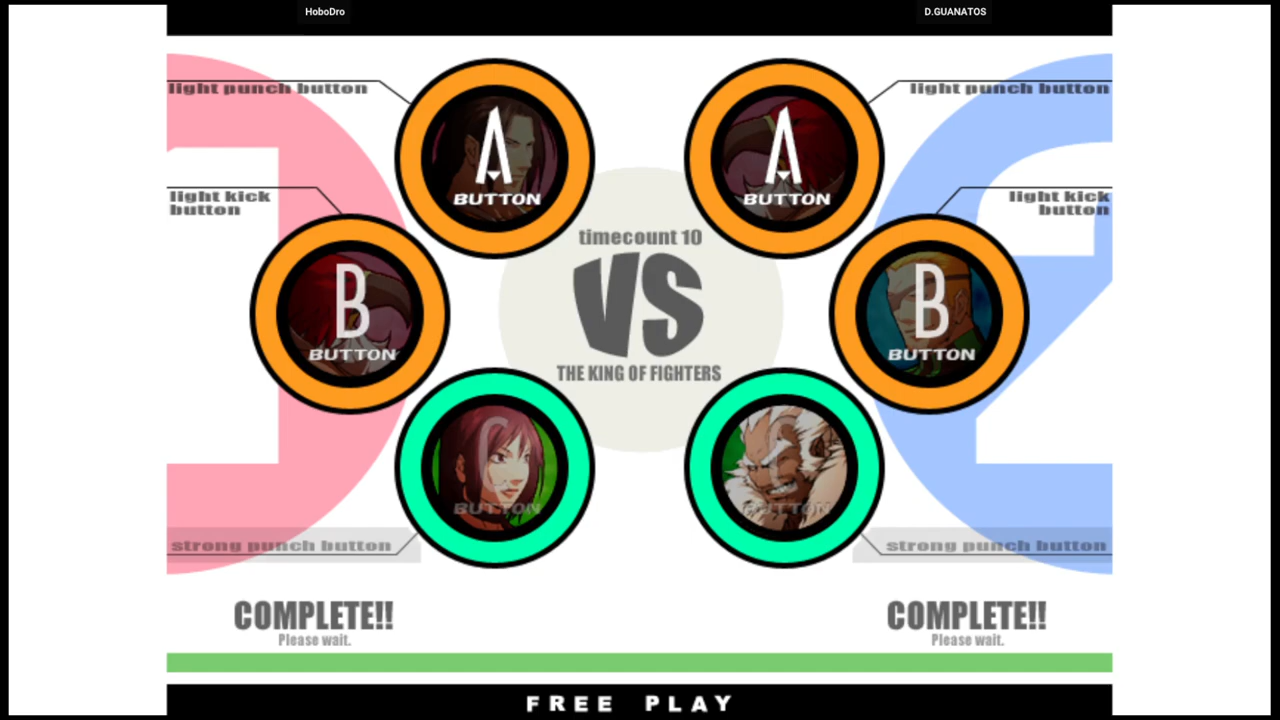 HoboDro
D.GUANATOS
light punch button
light punch button
A
BUTTON
A
BUTTON
light kick
button
light kick
button
timecount 10
VS
THE KING OF FIGHTERS
B
BUTTON
B
BUTTON
C
BUTTON
C
BUTTON
strong punch button
strong punch button
COMPLETE!!
Please wait.
COMPLETE!!
Please wait.
FREE PLAY